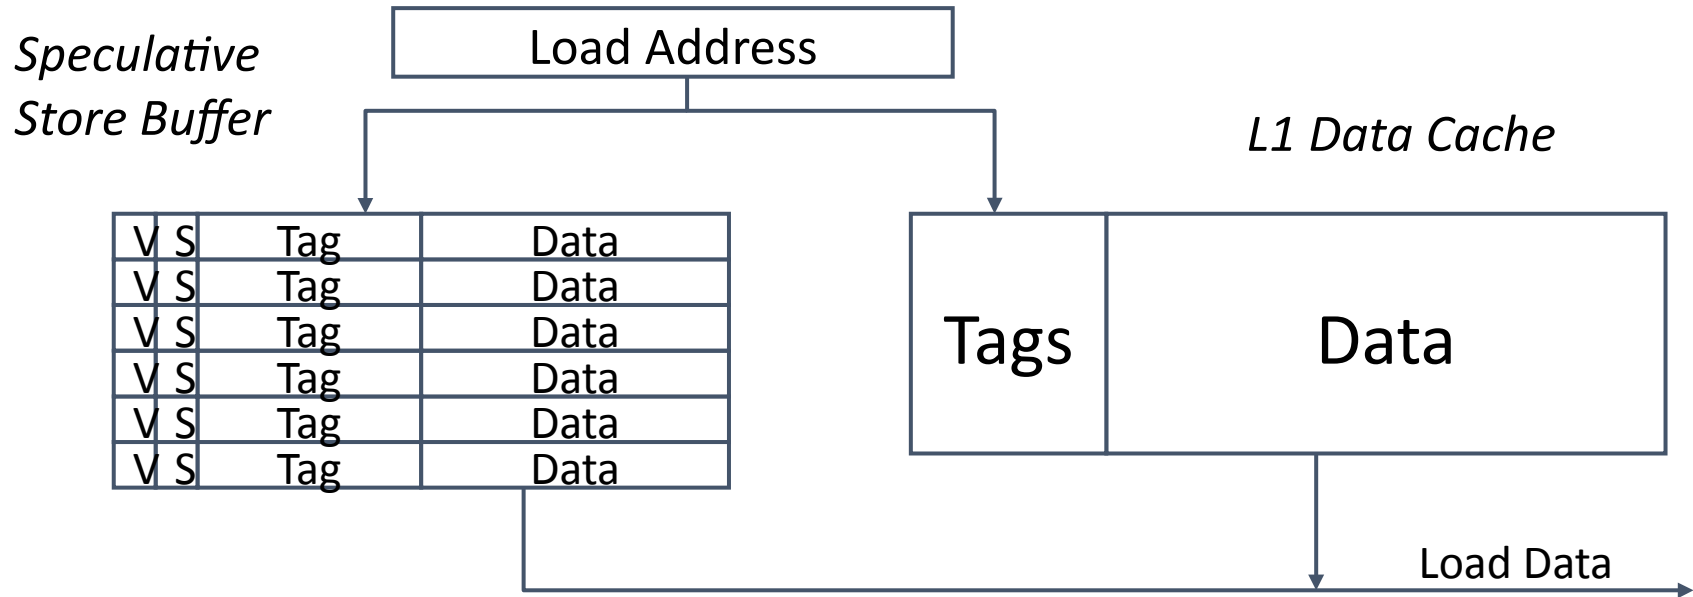 Speculative
Store Buffer
Load Address
L1 Data Cache
V S Tag Data
V S Tag Data
V S Tag Data
V S Tag Data
V S Tag Data
V S Tag Data
Tags Data
Load Data